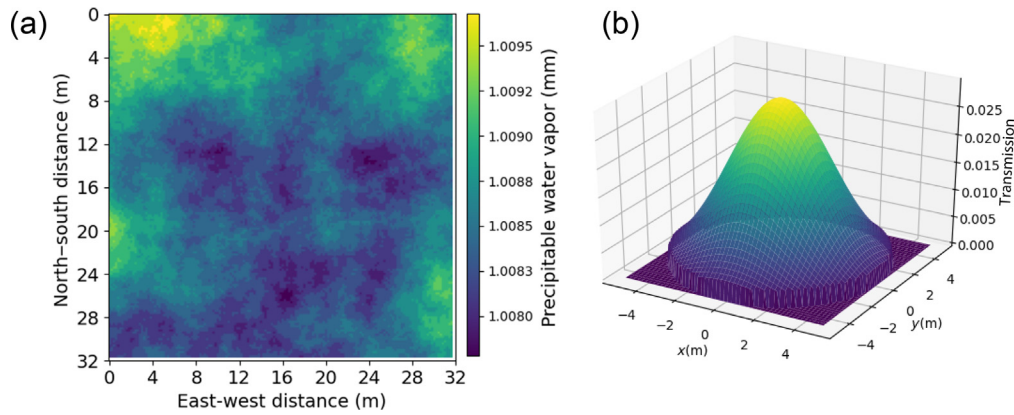 (a)
0
4
8
12
16
20
24
28
32
North−south distance (m)
0 4 8 12 16 20 24 28 32
East-west distance (m)
1.0095
1.0092
1.0090
1.0088
1.0085
1.0083
1.0080
Precipitable water vapor (mm)
(b)
0.025
0.020
0.015
0.010
0.005
0.000
Transmission
−4 −2 0 2 4
x(m)
−4 −2 0 2 4
y(m)